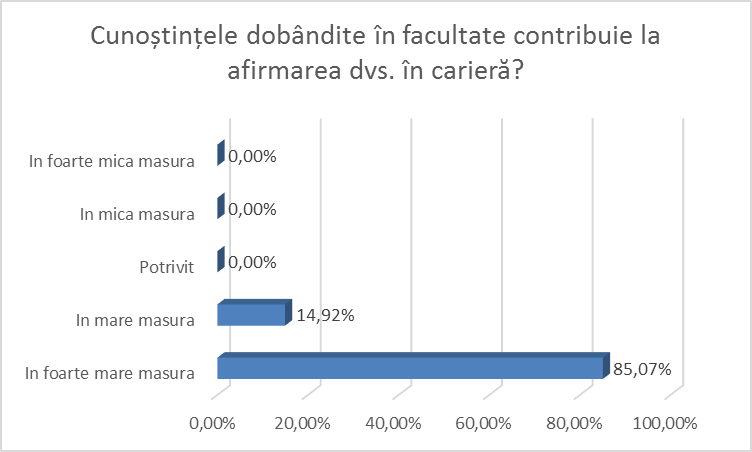 Cunoștințele dobândite în facultate contribuie la
afirmarea dvs. în carieră?
In foarte mica masura 0,00%
In mica masura 0,00%
Potrivit 0,00%
In mare masura 14,92%
In foarte mare masura 85,07%
0,00% 20,00% 40,00% 60,00% 80,00% 100,00%